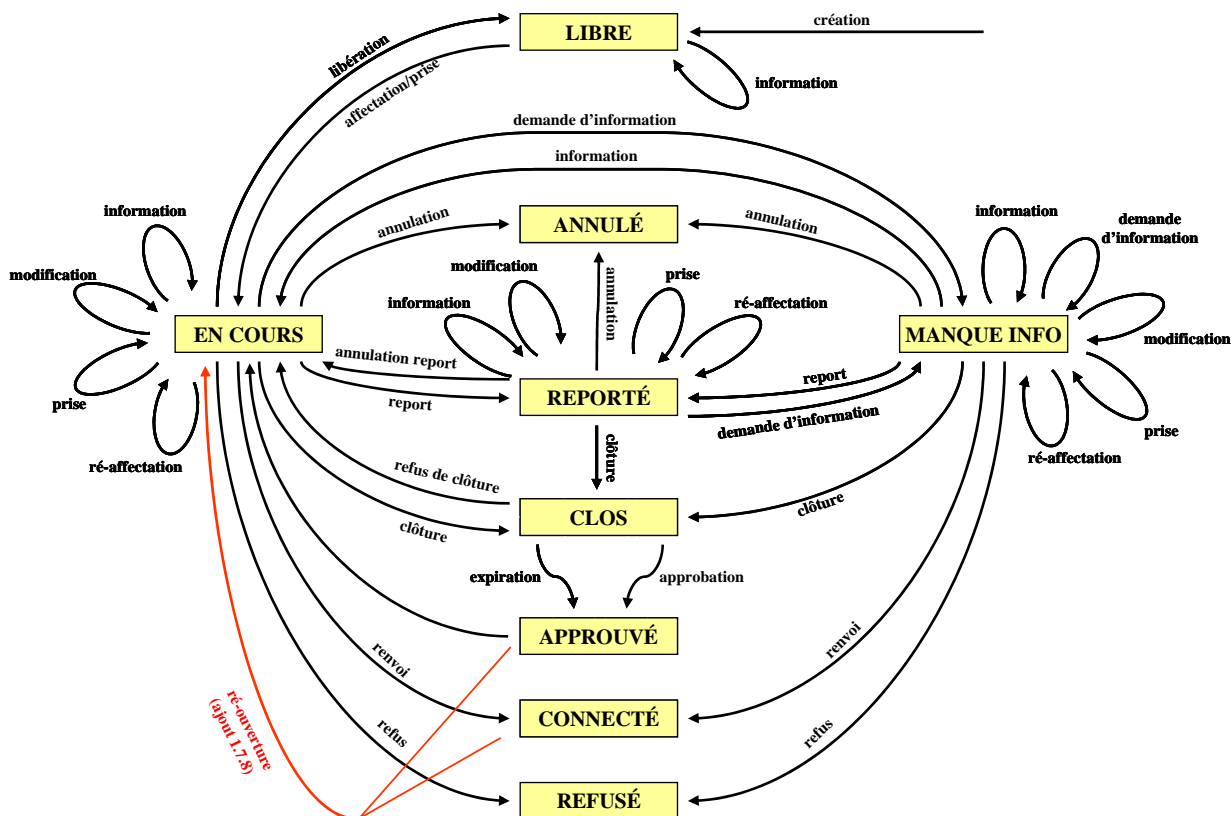 création
LIBRE
libération
affectation/prise
information
demande d'information
information
annulation
ANNULÉ
annulation
information
modification
prise
ré-affectation
EN COURS
information
modification
annulation
prise
ré-affectation
information
demande
d'information
modification
prise
ré-affectation
MANQUE INFO
annulation report
report
REPORTÉ
report
demande d'information
clôture
refus de clôture
clôture
CLOS
clôture
expiration
approbation
APPROUVÉ
renvoi
renvoi
CONNECTÉ
ré-ouverture
(ajout 1.7.8)
refus
refus
REFUSÉ